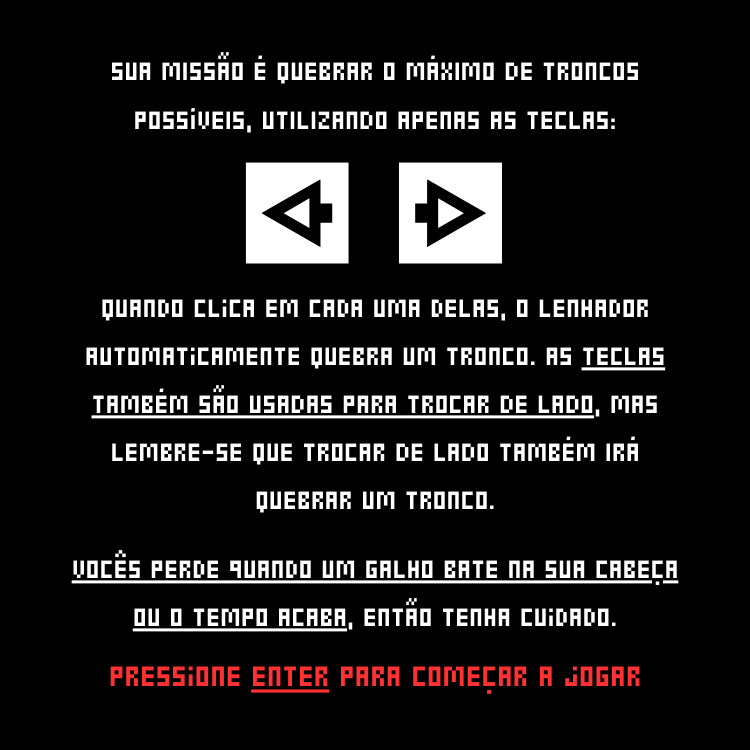 SUA MISSÃO É QUEBRAR O MÁXIMO DE TRONCOS
POSSÍVEIS, UTILIZANDO APENAS AS TECLAS:
QUANDO CLICA EM CADA UMA DELAS, O LENHADOR
AUTOMATICAMENTE QUEBRA UM TRONCO. AS TECLAS
TAMBÉM SÃO USADAS PARA TROCAR DE LADO, MAS
LEMBRE-SE QUE TROCAR DE LADO TAMBÉM IRÁ
QUEBRAR UM TRONCO.
VOCÊS PERDE QUANDO UM GALHO BATE NA SUA CABEÇA
OU O TEMPO ACABA, ENTÃO TENHA CUIDADO.
PRESSIONE ENTER PARA COMEÇAR A JOGAR